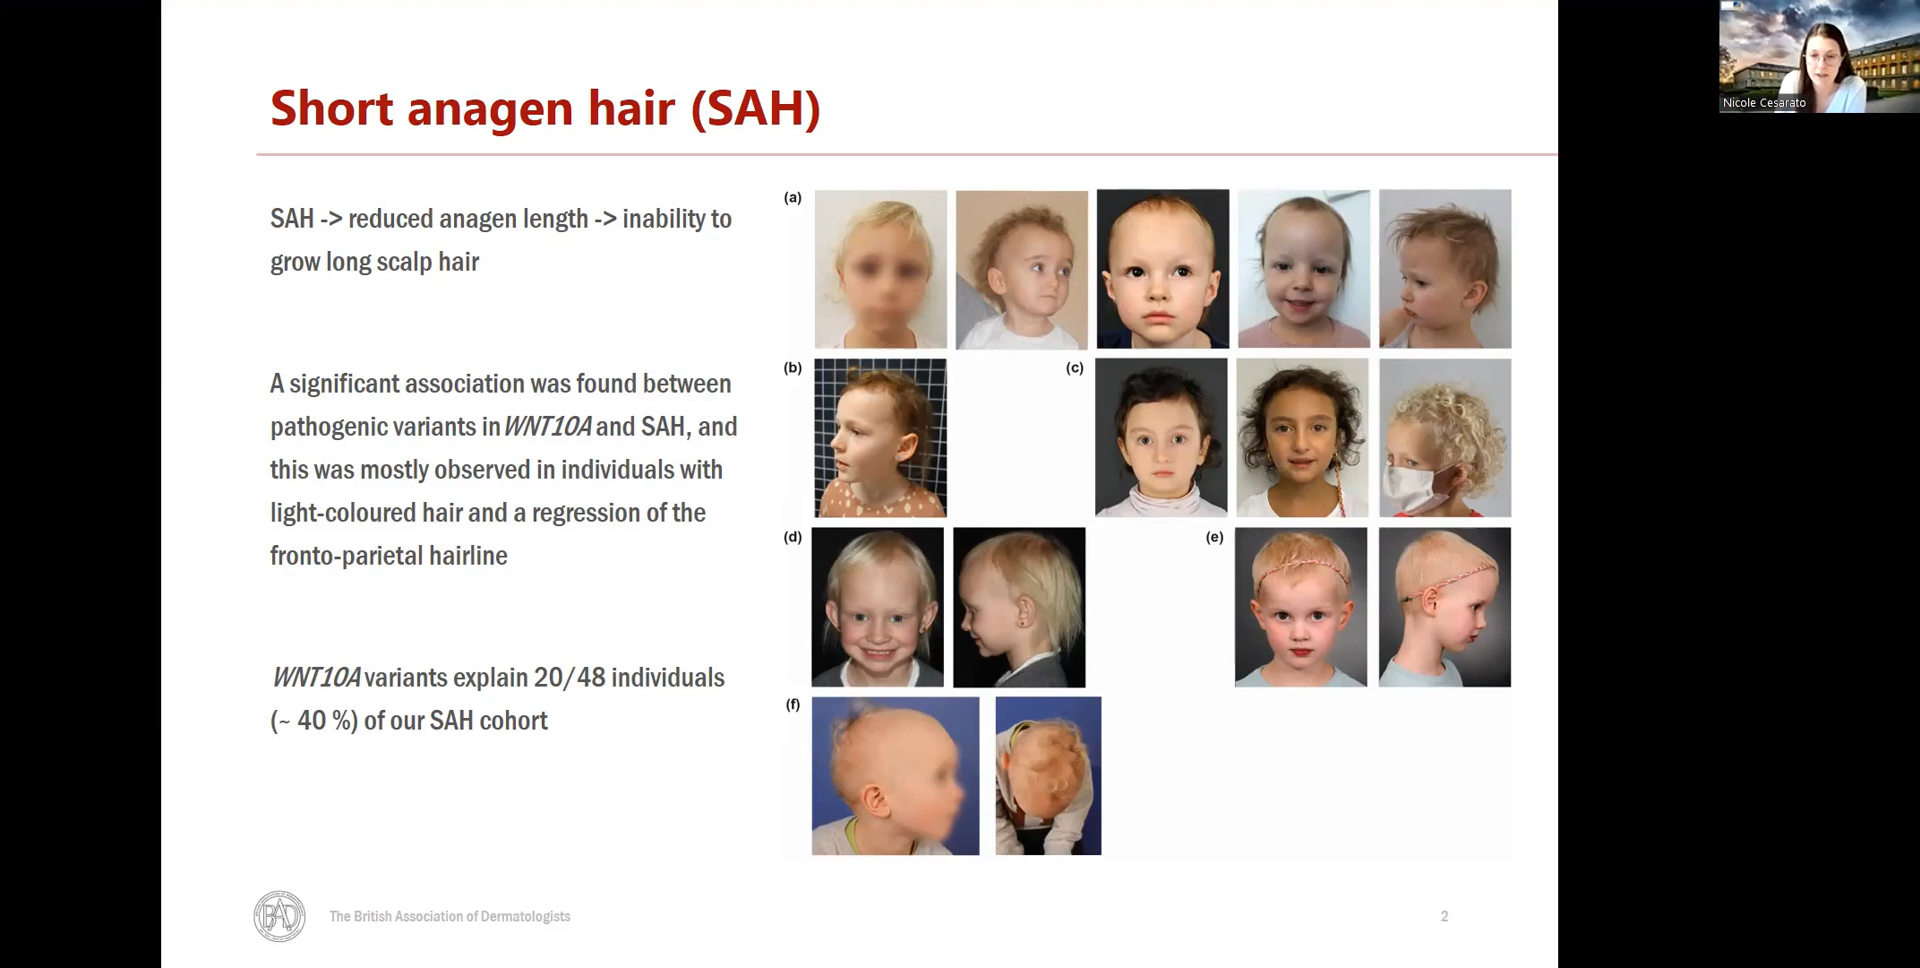 Short anagen hair (SAH)
SAH -> reduced anagen length -> inability to
grow long scalp hair
A significant association was found between
pathogenic variants in WNT10A and SAH, and
this was mostly observed in individuals with
light-coloured hair and a regression of the
fronto-parietal hairline
WNT10A variants explain 20/48 individuals
(~ 40 %) of our SAH cohort
(a)
(b)
(c)
(d)
(e)
(f)
BAD
The British Association of Dermatologists
2
Nicole Cesarato